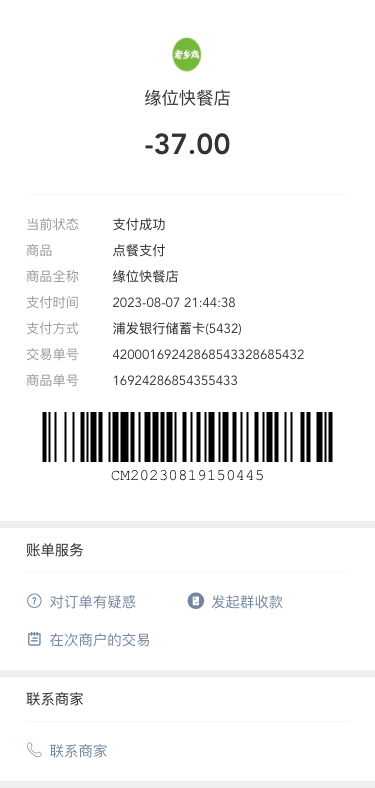 老乡鸡
缘位快餐店
-37.00
当前状态 支付成功
商品 点餐支付
商品全称 缘位快餐店
支付时间 2023-08-07 21:44:38
支付方式 浦发银行储蓄卡(5432)
交易单号 42000169242868543328685432
商品单号 16924286854355433
CM20230819150445
账单服务
对订单有疑惑 发起群收款
在次商户的交易
联系商家
联系商家